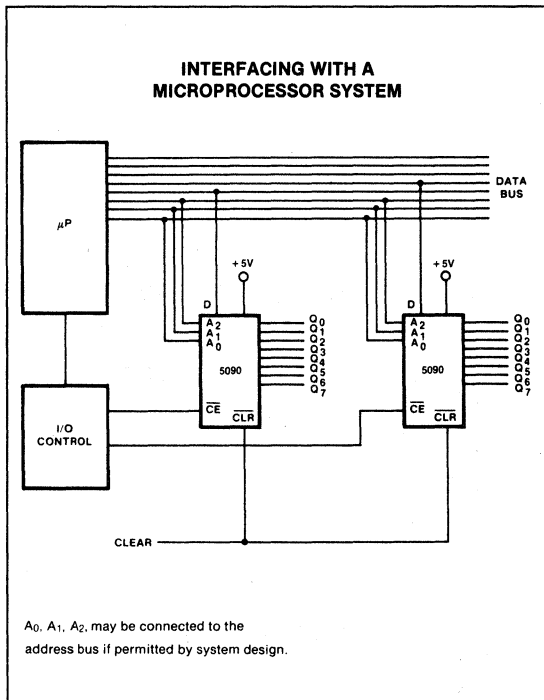 INTERFACING WITH A
MICROPROCESSOR SYSTEM
μP
DATA
BUS
+5V
+5V
D
A2
A1
A0
5090
CE
CLR
Q0
Q1
Q2
Q3
Q4
Q5
Q6
Q7
D
A2
A1
A0
5090
CE
CLR
Q0
Q1
Q2
Q3
Q4
Q5
Q6
Q7
I/O
CONTROL
CLEAR
A0, A1, A2, may be connected to the
address bus if permitted by system design.